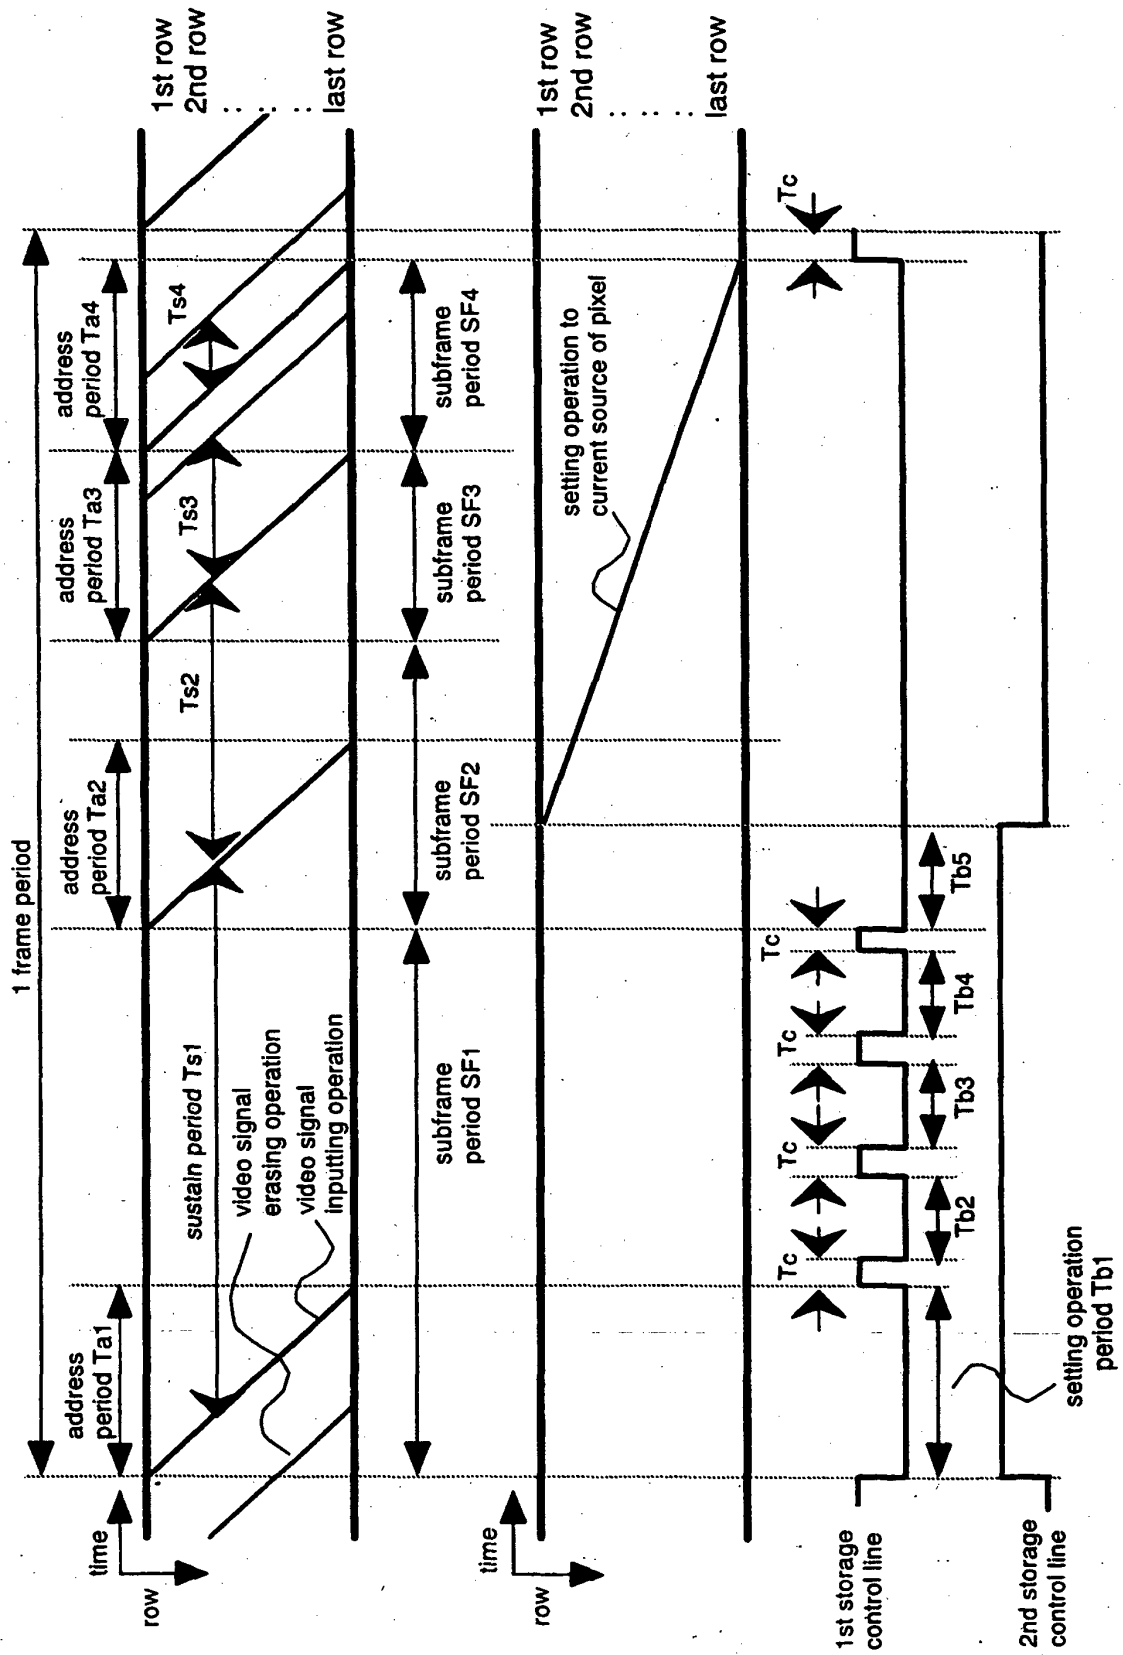 1 frame period
address
period Ta1
address
period Ta2
address
period Ta3
address
period Ta4
time
row
sustain period Ts1
Ts2
Ts3
Ts4
video signal
erasing operation
video signal
inputting operation
1st row
2nd row
: : :
last row
subframe
period SF1
subframe
period SF2
subframe
period SF3
subframe
period SF4
time
row
setting operation to
current source of pixel
1st row
2nd row
: : :
last row
Tc
Tc
Tc
Tc
Tc
1st storage
control line
Tb2
Tb3
Tb4
Tb5
2nd storage
control line
setting operation
period Tb1